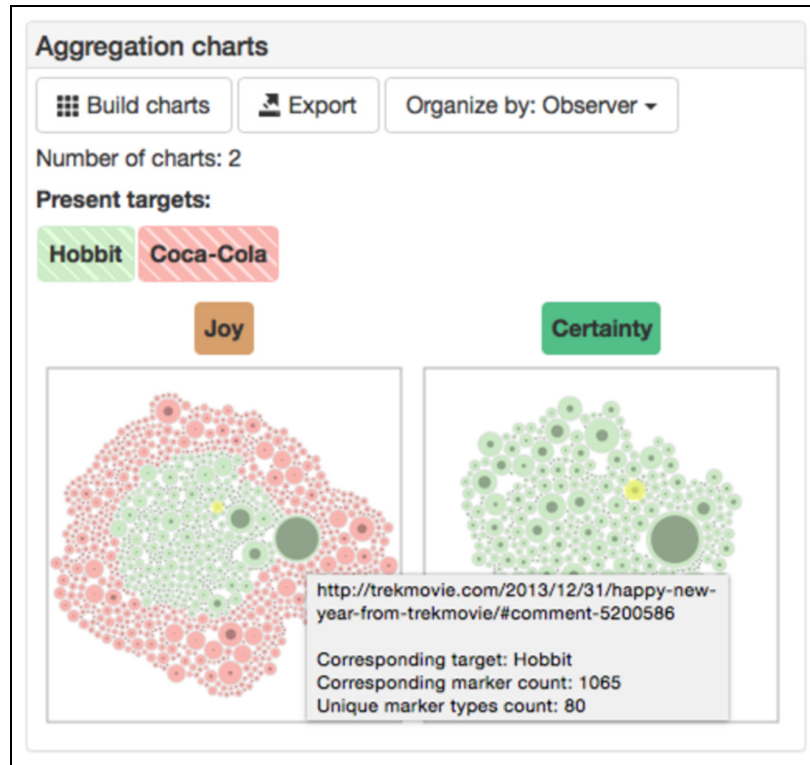 Aggregation charts
Build charts Export Organize by: Observer
Number of charts: 2
Present targets:
Hobbit Coca-Cola
Joy Certainty
http://trekmovie.com/2013/12/31/happy-new-
year-from-trekmovie/#comment-5200586
Corresponding target: Hobbit
Corresponding marker count: 1065
Unique marker types count: 80